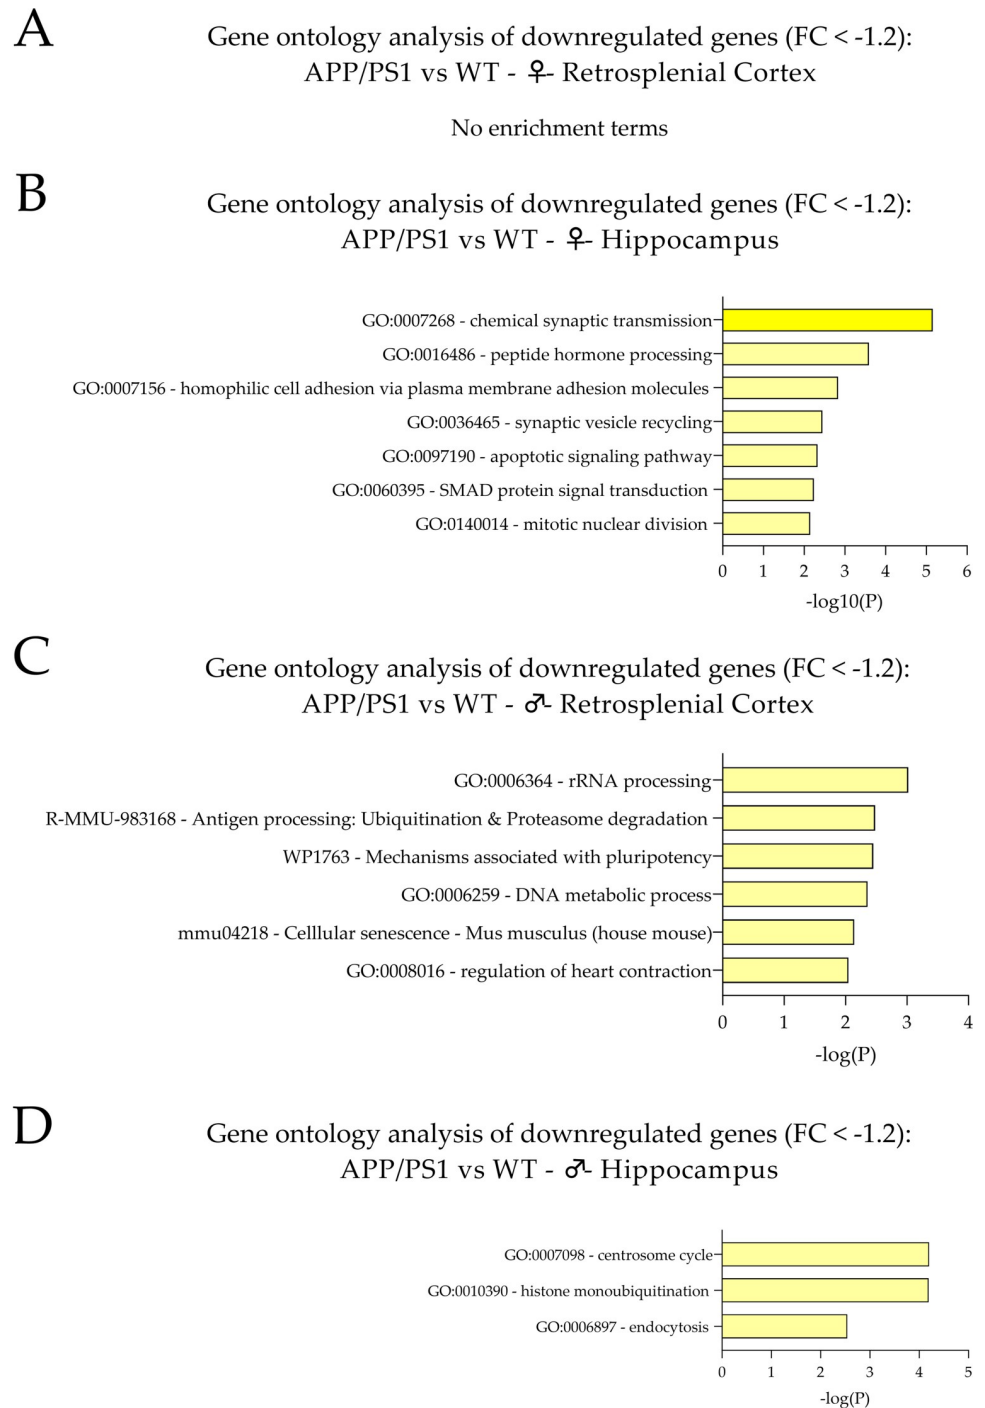 A
Gene ontology analysis of downregulated genes (FC < -1.2):
APP/PS1 vs WT - ♀- Retrosplenial Cortex
No enrichment terms
B
Gene ontology analysis of downregulated genes (FC < -1.2):
APP/PS1 vs WT - ♀- Hippocampus
GO:0007268 - chemical synaptic transmission
GO:0016486 - peptide hormone processing
GO:0007156 - homophilic cell adhesion via plasma membrane adhesion molecules
GO:0036465 - synaptic vesicle recycling
GO:0097190 - apoptotic signaling pathway
GO:0060395 - SMAD protein signal transduction
GO:0140014 - mitotic nuclear division
0 1 2 3 4 5 6
-log10(P)
C
Gene ontology analysis of downregulated genes (FC < -1.2):
APP/PS1 vs WT - ♂- Retrosplenial Cortex
GO:0006364 - rRNA processing
R-MMU-983168 - Antigen processing: Ubiquitination & Proteasome degradation
WP1763 - Mechanisms associated with pluripotency
GO:0006259 - DNA metabolic process
mmu04218 - Celllular senescence - Mus musculus (house mouse)
GO:0008016 - regulation of heart contraction
0 1 2 3 4
-log(P)
D
Gene ontology analysis of downregulated genes (FC < -1.2):
APP/PS1 vs WT - ♂- Hippocampus
GO:0007098 - centrosome cycle
GO:0010390 - histone monoubiquitination
GO:0006897 - endocytosis
0 1 2 3 4 5
-log(P)